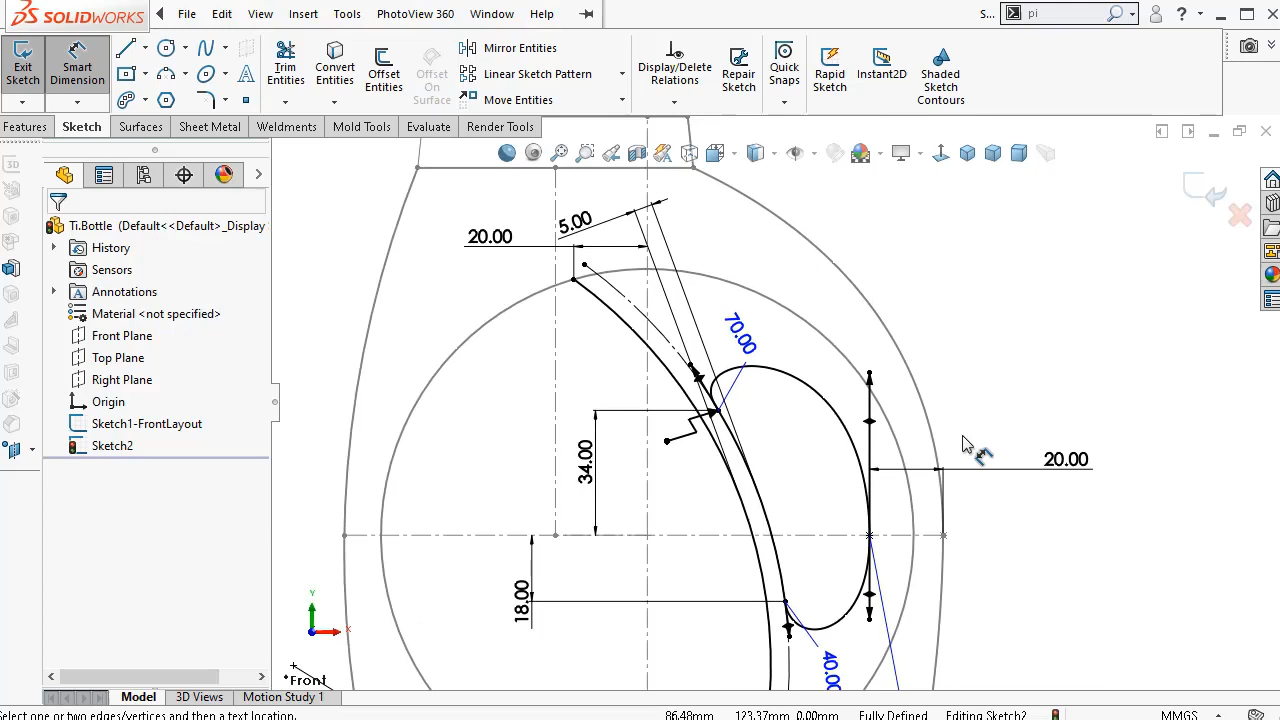 SOLIDWORKS
File Edit View Insert Tools PhotoView 360 Window Help
S... pi ?
Exit Sketch
Smart Dimension
Trim Entities
Convert Entities
Offset Entities
Offset On Surface
Mirror Entities
Linear Sketch Pattern
Move Entities
Display/Delete Relations
Repair Sketch
Quick Snaps
Rapid Sketch
Instant2D
Shaded Sketch Contours
Features Sketch Surfaces Sheet Metal Weldments Mold Tools Evaluate Render Tools
3D
Ti.Bottle (Default<<Default>_Display
History
Sensors
Annotations
Material <not specified>
Front Plane
Top Plane
Right Plane
Origin
Sketch1-FrontLayout
Sketch2
20.00
5.00
70.00
34.00
20.00
18.00
40.00
Y
X
*Front
Model 3D Views Motion Study 1
Select one or two edges/vertices and then a text location.
86.48mm 123.37mm 0.00mm Fully Defined Editing Sketch2 MMGS